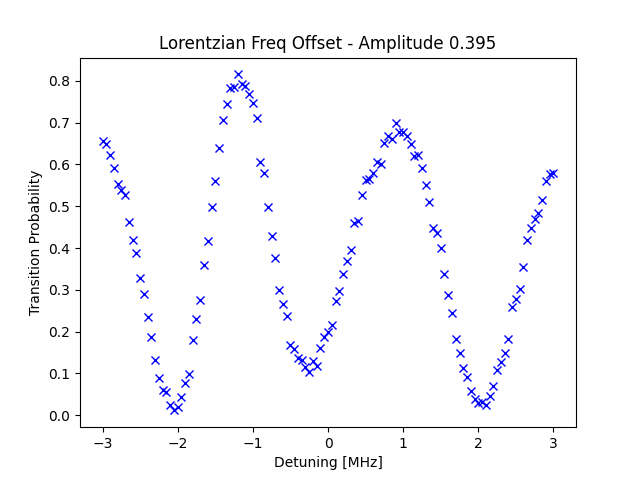 Lorentzian Freq Offset - Amplitude 0.395
Transition Probability
0.8
0.7
0.6
0.5
0.4
0.3
0.2
0.1
0.0
−3 −2 −1 0 1 2 3
Detuning [MHz]